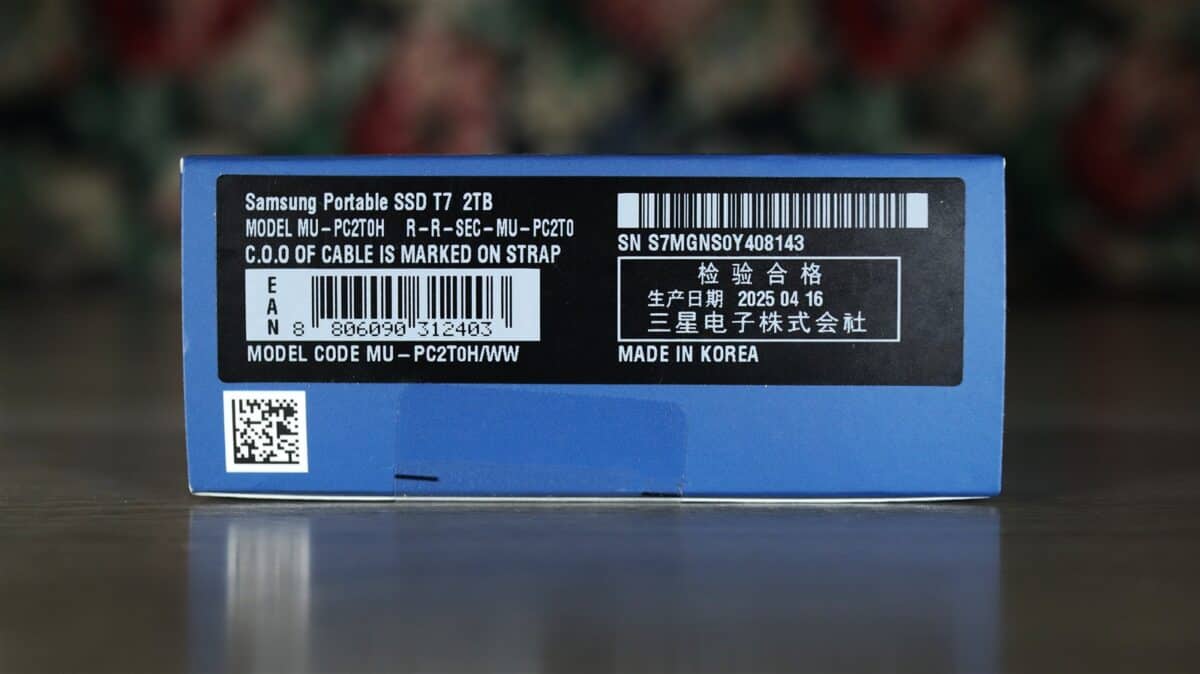 Samsung Portable SSD T7 2TB
MODEL MU-PC2T0H R-R-SEC-MU-PC2T0
C.O.O OF CABLE IS MARKED ON STRAP
EAN
8 806090 312403
MODEL CODE MU-PC2T0H/WW
SN S7MGNS0Y408143
检验合格
生产日期 2025 04 16
三星电子株式会社
MADE IN KOREA